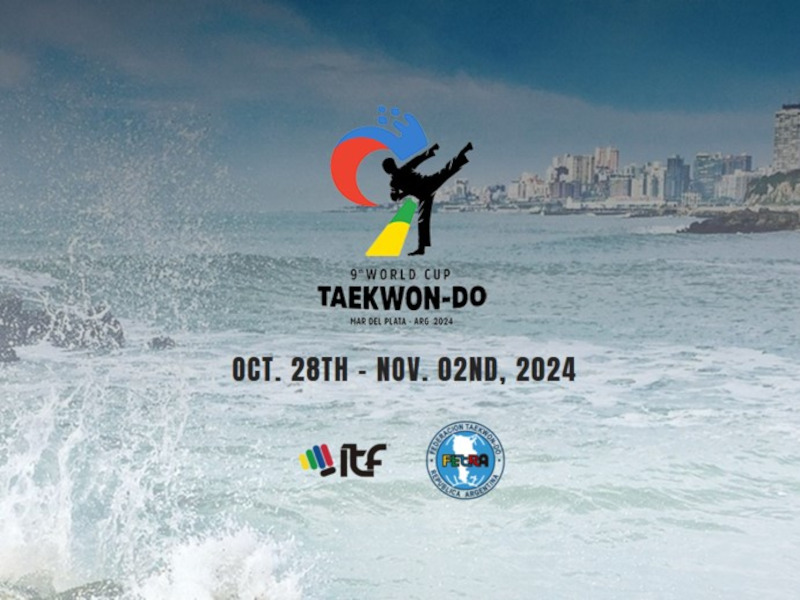 9° WORLD CUP
TAEKWON-DO
MAR DEL PLATA - ARG 2024
OCT. 28TH - NOV. 02ND, 2024
itf
FEDERACION TAEKWON-DO
FETRA
REPUBLICA ARGENTINA